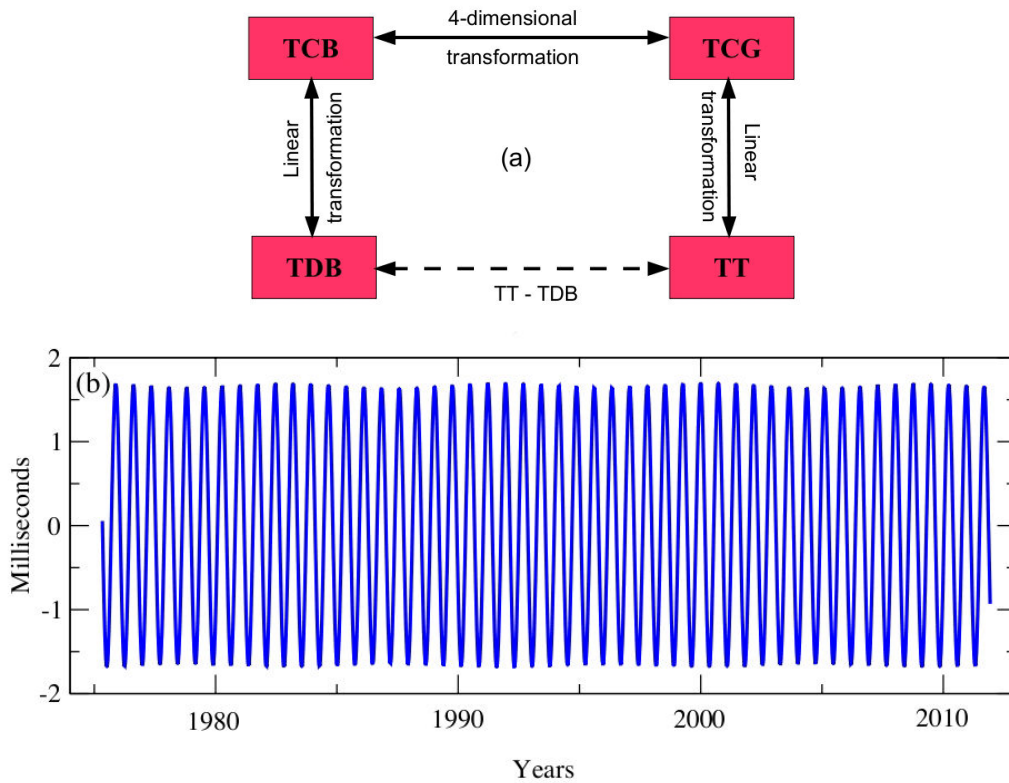 4-dimensional
TCB
TCG
transformation
Linear
transformation
(a)
transformation
Linear
TDB
TT
TT - TDB
2
(b)
1
Milliseconds
0
-1
-2
1980
1990
2000
2010
Years